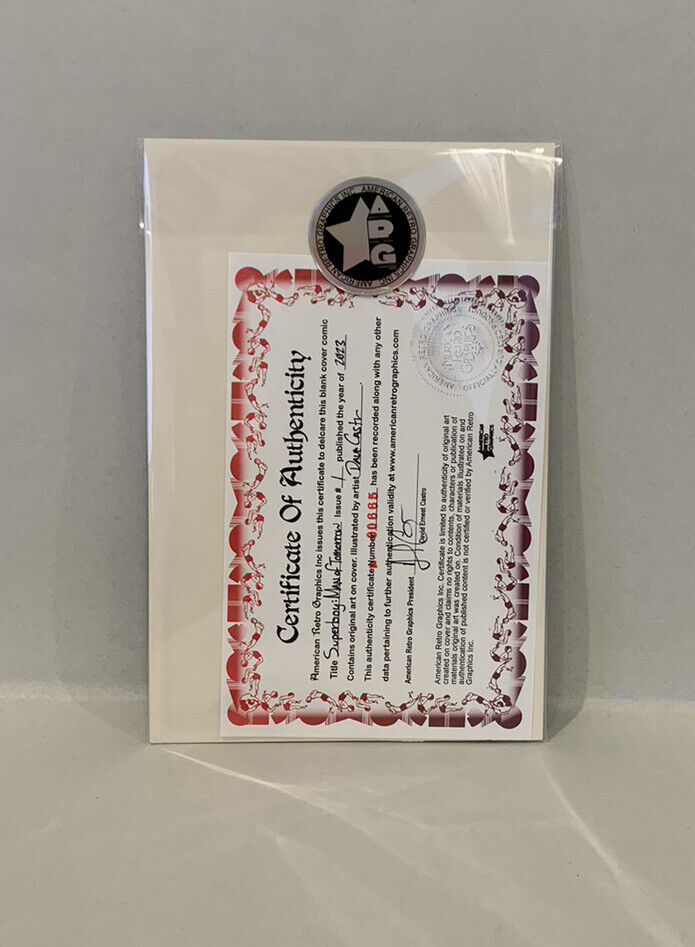 AMERICAN RETROGRAPHICS INC. AMERICAN RETROGRAPHICS INC.
ARG
Certificate Of Authenticity
American Retro Graphics Inc issues this certificate to delcare this blank cover comic
Title Superboy: Man of Tomorrow Issue # 1 published the year of 2023
Contains original art on cover. Illustrated by artist Dave Castr
This authenticity certificate Number 00665 has been recorded along with any other
data pertaining to further authentication validity at www.americanretrographics.com
American Retro Graphics President
David Ernest Castro
AMERICAN
RETRO
GRAPHICS
American Retro Graphics Inc. Certificate is limited to authenticity of original art
created on cover and claims no rights to contents, characters or publication of
materials original art was created on. Condition of materials illustrated on and
authentication of published content is not certified or verified by American Retro
Graphics Inc.